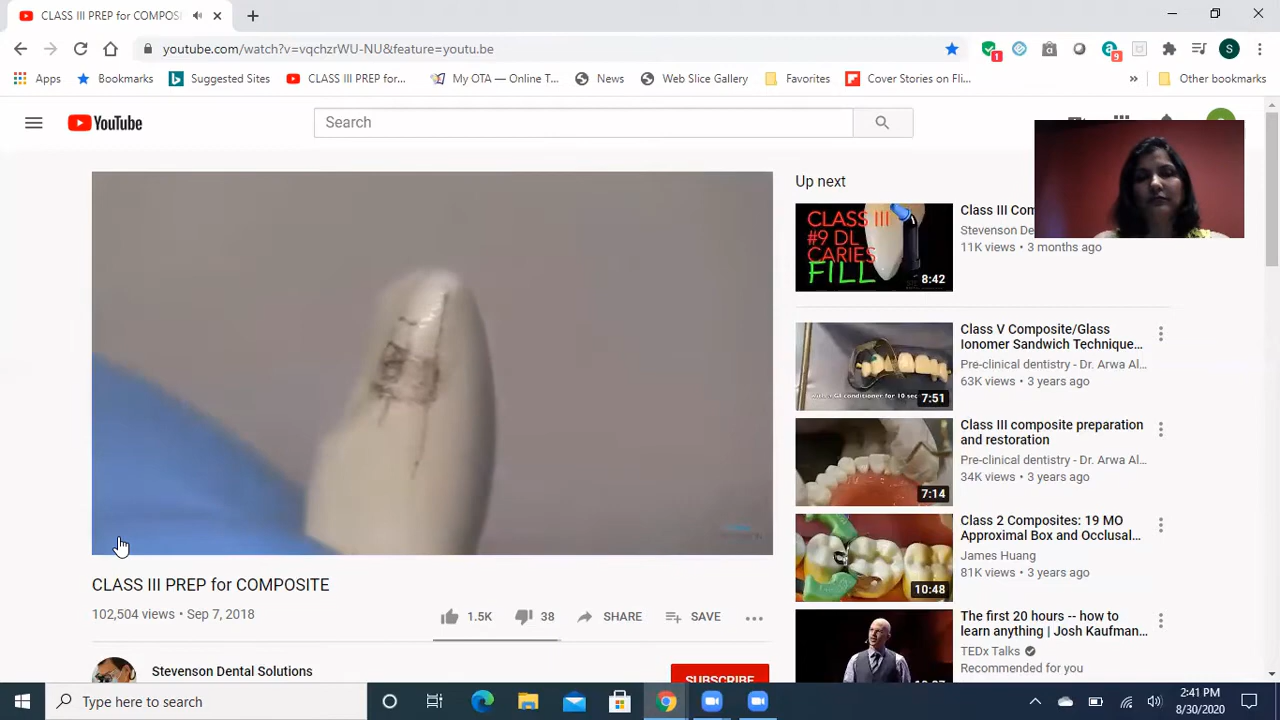 CLASS III PREP for COMPOSI
youtube.com/watch?v=vqchzrWU-NU&feature=youtu.be
1
9
S
Apps
Bookmarks
Suggested Sites
CLASS III PREP for...
My OTA — Online T...
News
Web Slice Gallery
Favorites
Cover Stories on Fli...
»
Other bookmarks
YouTube
Search
Up next
CLASS III
#9 DL
CARIES
FILL
8:42
Class III Com
Stevenson De
11K views • 3 months ago
7:51
Class V Composite/Glass
Ionomer Sandwich Technique...
Pre-clinical dentistry - Dr. Arwa Al...
63K views • 3 years ago
7:14
Class III composite preparation
and restoration
Pre-clinical dentistry - Dr. Arwa Al...
34K views • 3 years ago
10:48
Class 2 Composites: 19 MO
Approximal Box and Occlusal...
James Huang
81K views • 3 years ago
The first 20 hours -- how to
learn anything | Josh Kaufman...
TEDx Talks
Recommended for you
CLASS III PREP for COMPOSITE
102,504 views • Sep 7, 2018
1.5K
38
SHARE
SAVE
Stevenson Dental Solutions
SUBSCRIBE
Type here to search
2:41 PM
8/30/2020